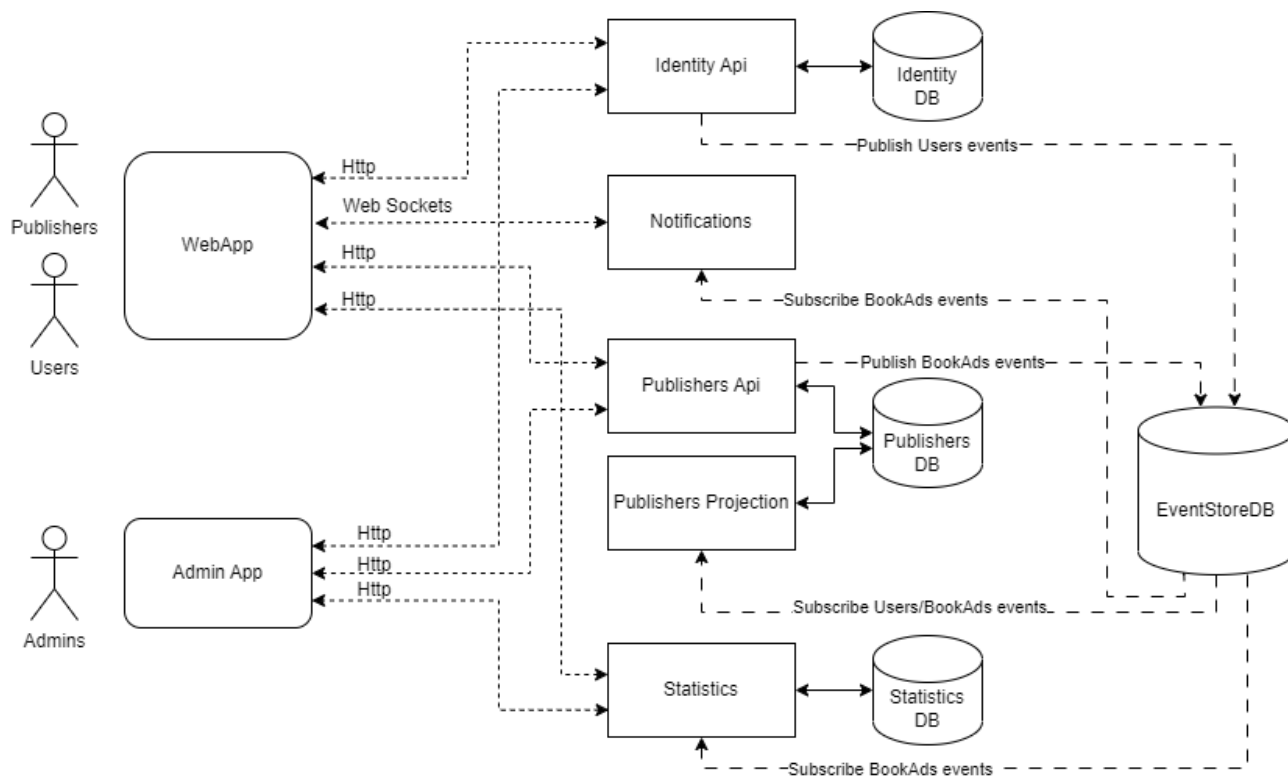 Identity Api
Identity
DB
Publish Users events
Http
Publishers
Web Sockets
Notifications
WebApp
Http
Http
Subscribe BookAds events
Users
Publishers Api
Publish BookAds events
Publishers
DB
Publishers Projection
EventStoreDB
Http
Admin App
Http
Http
Admins
Subscribe Users/BookAds events
Statistics
Statistics
DB
Subscribe BookAds events